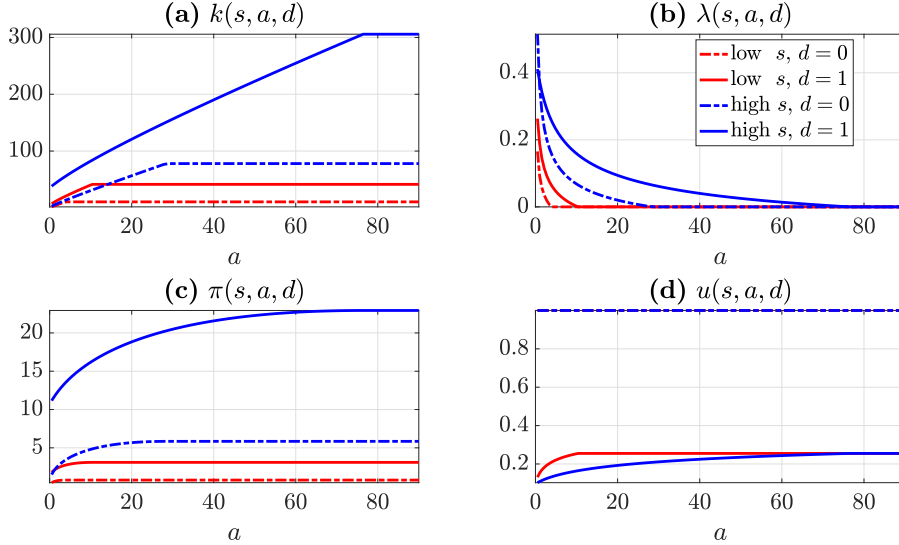 (a) k(s, a, d)
300
200
100
0 20 40 60 80
a
(b) λ(s, a, d)
0.4
0.2
0
0 20 40 60 80
a
low s, d = 0
low s, d = 1
high s, d = 0
high s, d = 1
(c) π(s, a, d)
20
15
10
5
0 20 40 60 80
a
(d) u(s, a, d)
0.8
0.6
0.4
0.2
0 20 40 60 80
a